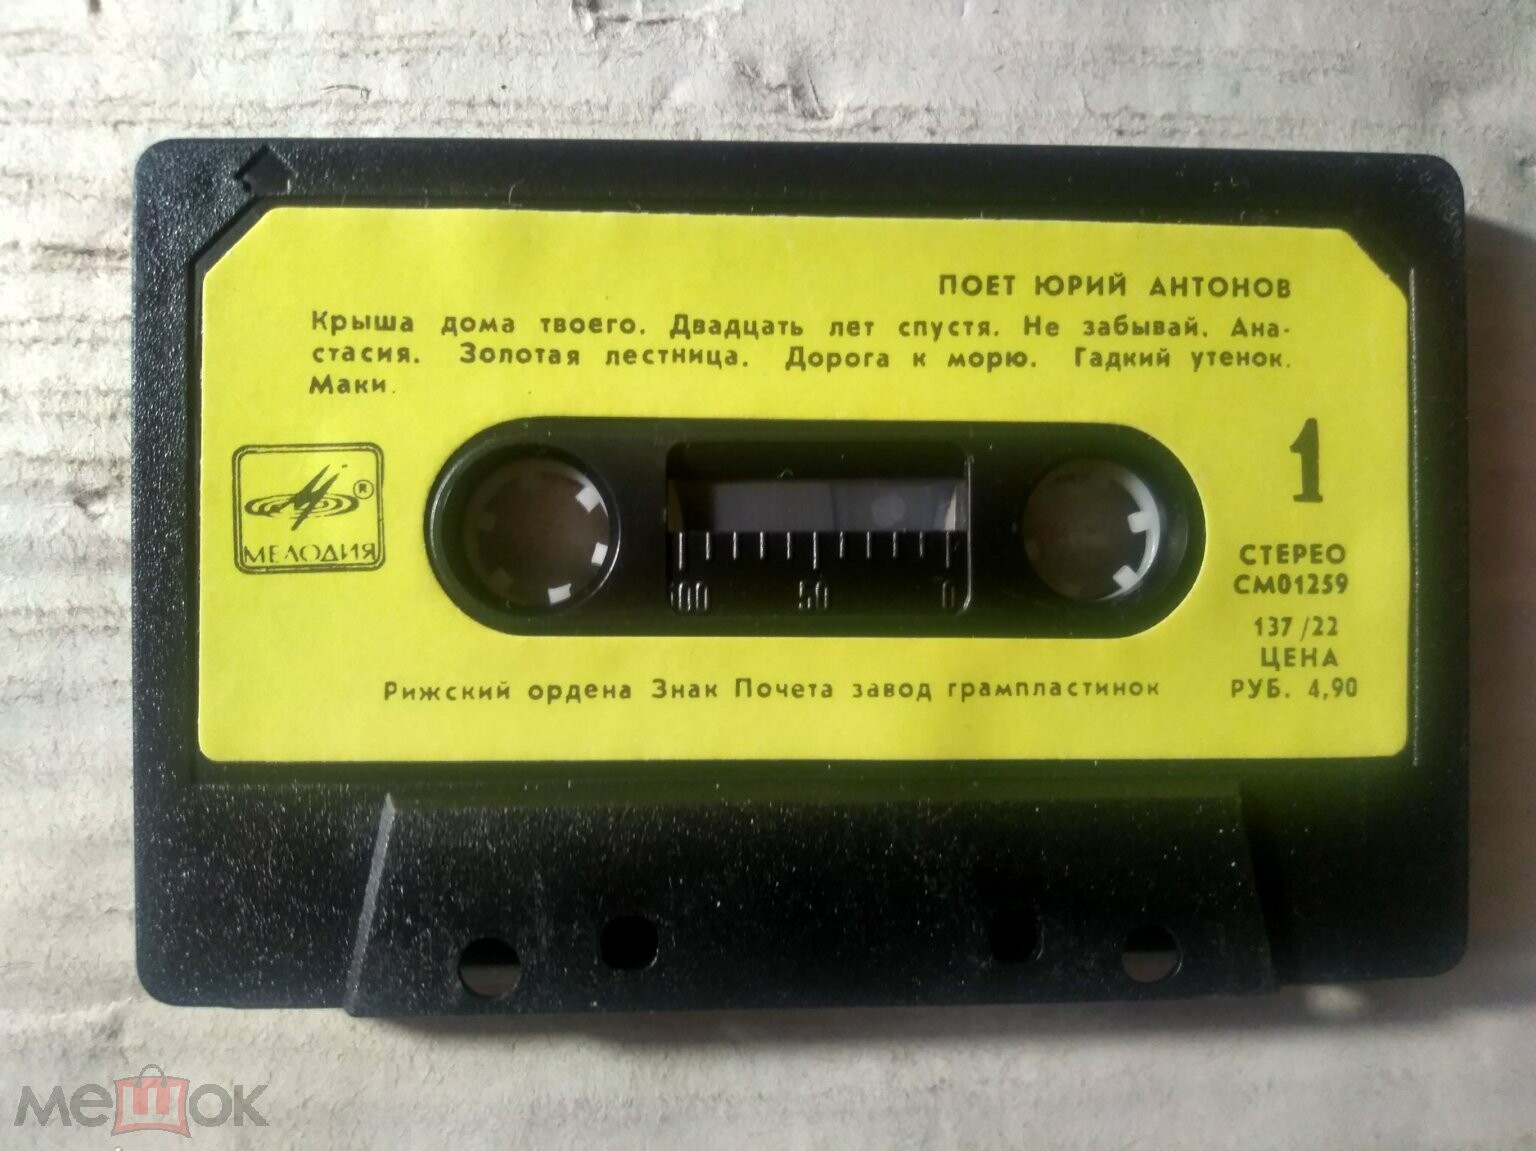 ПОЕТ ЮРИЙ АНТОНОВ
Крыша дома твоего. Двадцать лет спустя. Не забывай. Ана-
стасия. Золотая лестница. Дорога к морю. Гадкий утенок.
Маки.
1
®
МЕЛОДИЯ
СТЕРЕО
СМ01259
100 50 0
137/22
ЦЕНА
РУБ. 4,90
Рижский ордена Знак Почета завод грампластинок
мешок